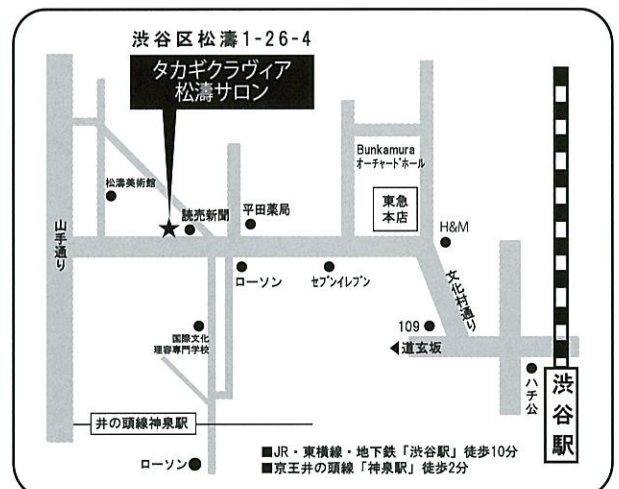 渋谷区松濤1-26-4
タカギクラヴィア
松濤サロン
Bunkamura
オーチャードホール
松濤美術館
読売新聞
平田薬局
東急
本店
H&M
山手通り
ローソン
セブンイレブン
文化村通り
国際文化
理容専門学校
109
◀道玄坂
ハチ公
渋谷駅
井の頭線神泉駅
ローソン
■JR・東横線・地下鉄「渋谷駅」徒歩10分
■京王井の頭線「神泉駅」徒歩2分